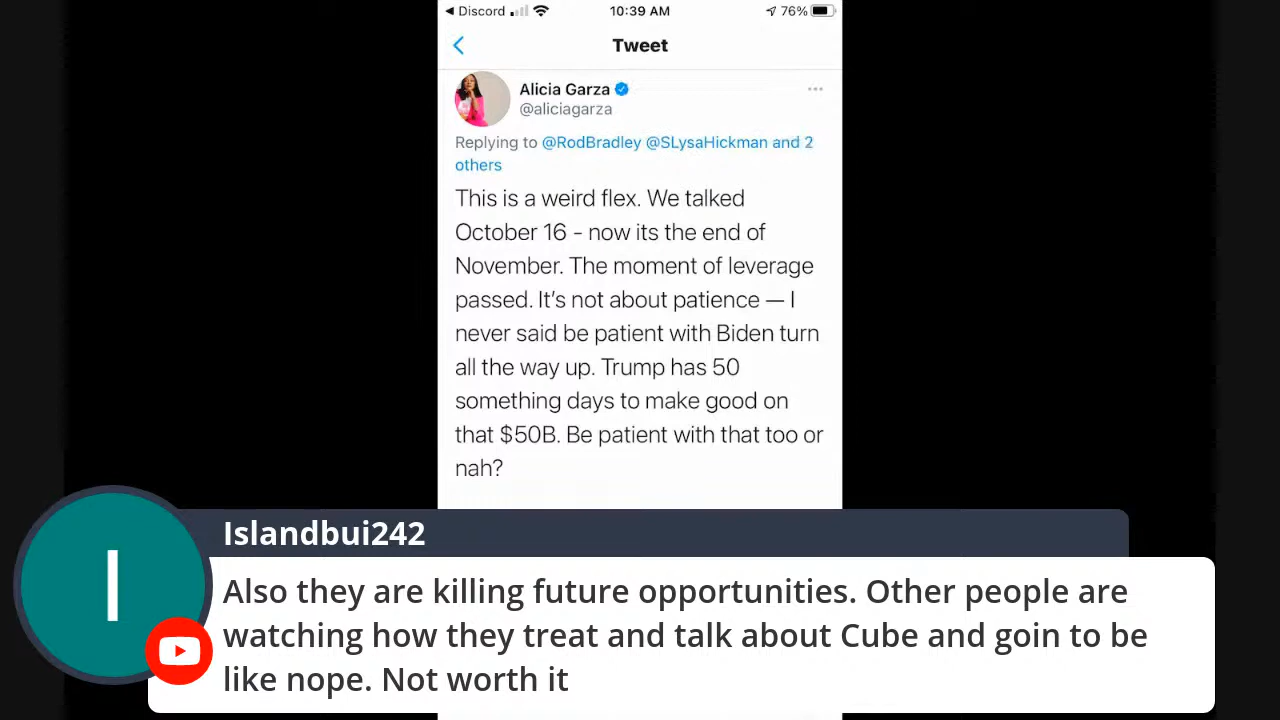 Discord
10:39 AM
76%
Tweet
Alicia Garza
@aliciagarza
Replying to @RodBradley @SLysaHickman and 2
others
This is a weird flex. We talked
October 16 - now its the end of
November. The moment of leverage
passed. It’s not about patience — I
never said be patient with Biden turn
all the way up. Trump has 50
something days to make good on
that $50B. Be patient with that too or
nah?
I
Islandbui242
Also they are killing future opportunities. Other people are
watching how they treat and talk about Cube and goin to be
like nope. Not worth it